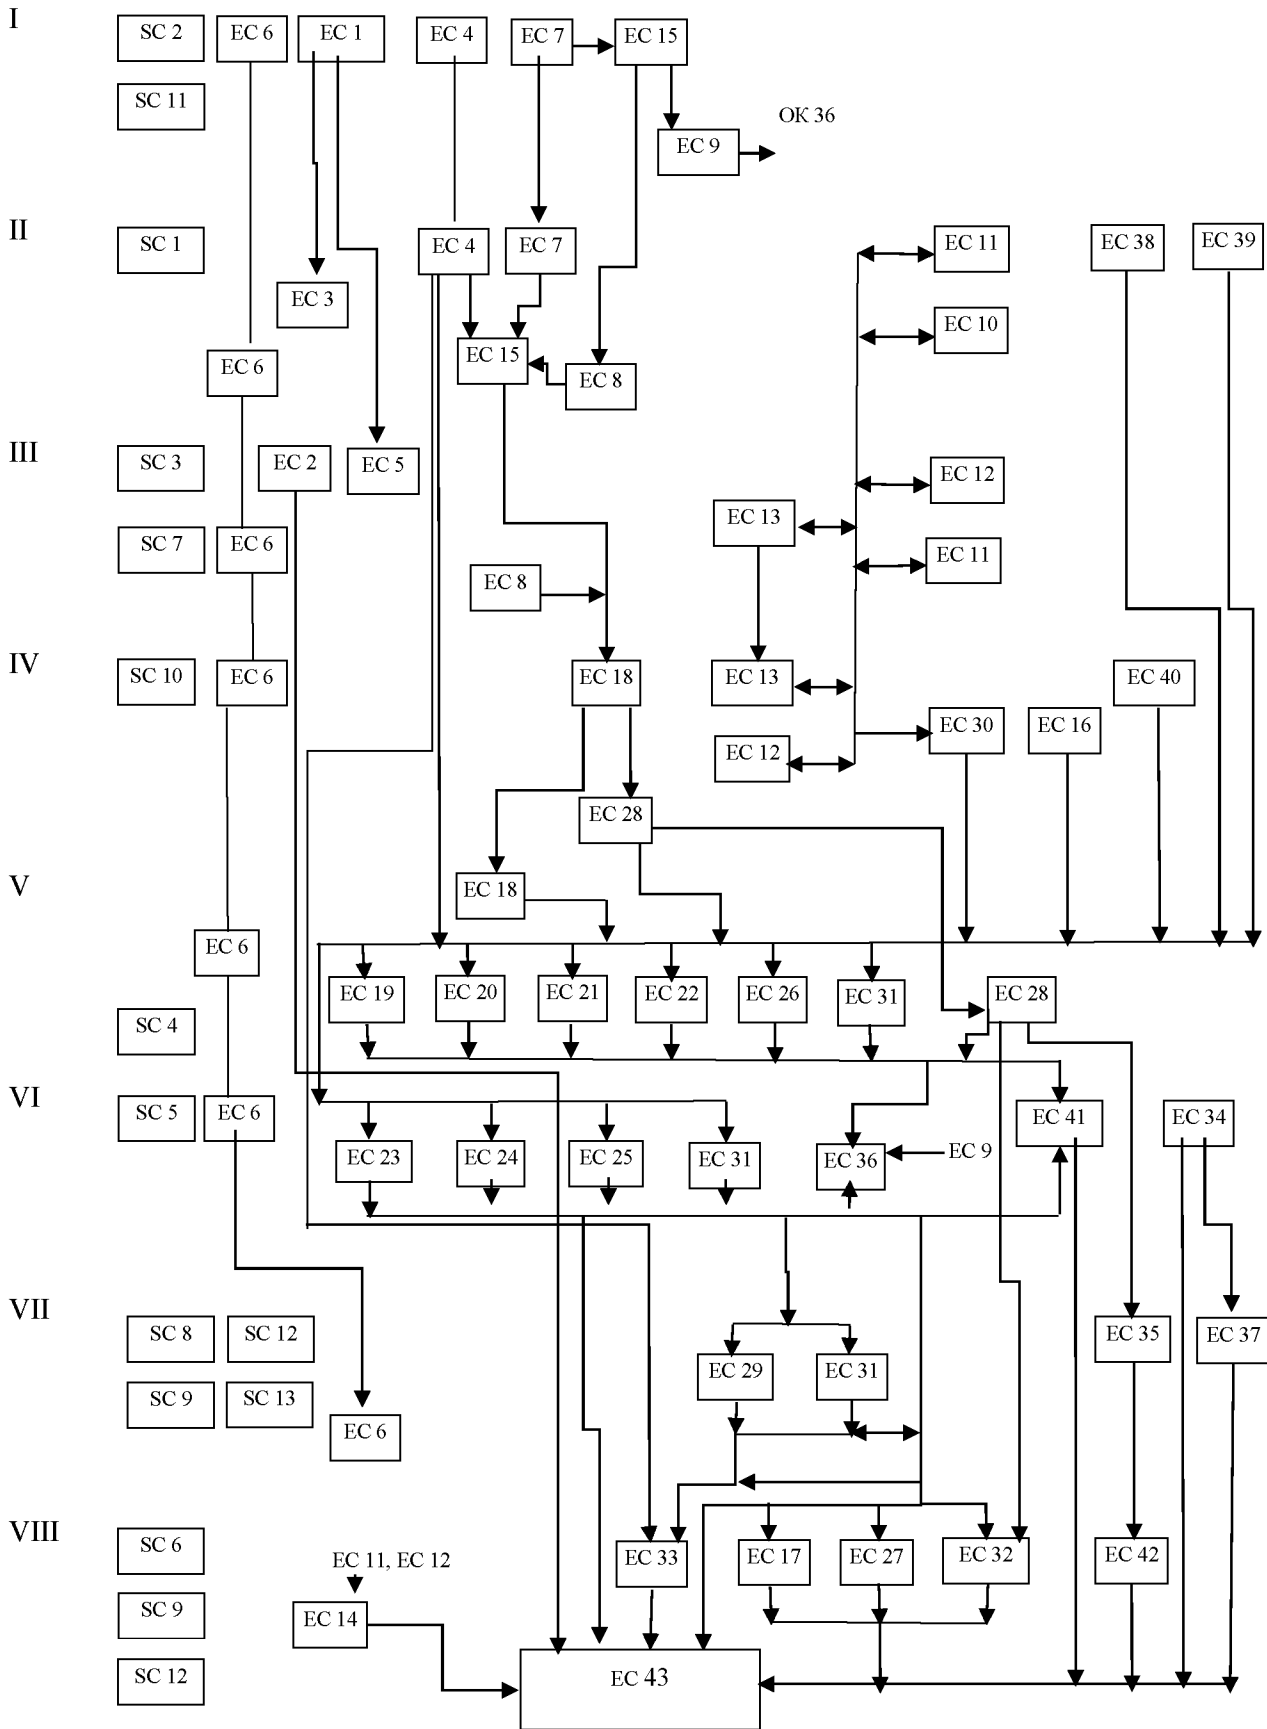 I
SC 2
EC 6
EC 1
EC 4
EC 7
EC 15
SC 11
OK 36
EC 9
II
SC 1
EC 4
EC 7
EC 11
EC 38
EC 39
EC 3
EC 10
EC 15
EC 6
EC 8
III
SC 3
EC 2
EC 5
EC 12
EC 13
SC 7
EC 6
EC 11
EC 8
IV
SC 10
EC 6
EC 18
EC 13
EC 40
EC 30
EC 16
EC 12
EC 28
V
EC 18
EC 6
EC 19
EC 20
EC 21
EC 22
EC 26
EC 31
EC 28
SC 4
VI
SC 5
EC 6
EC 41
EC 34
EC 23
EC 24
EC 25
EC 31
EC 36
EC 9
VII
SC 8
SC 12
EC 35
EC 37
EC 29
EC 31
SC 9
SC 13
EC 6
VIII
SC 6
EC 11, EC 12
EC 33
EC 17
EC 27
EC 32
EC 42
SC 9
EC 14
SC 12
EC 43